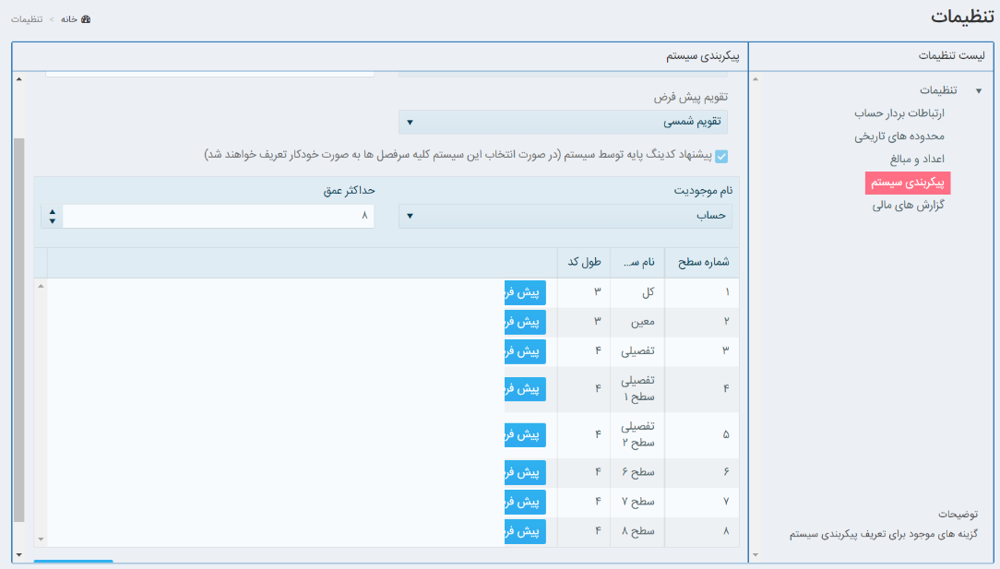 تنظیمات
خانه > تنظیمات
لیست تنظیمات
تنظیمات
ارتباطات بردار حساب
محدوده های تاریخی
اعداد و مبالغ
پیکربندی سیستم
گزارش های مالی
توضیحات
گزینه های موجود برای تعریف پیکربندی سیستم
پیکربندی سیستم
تقویم پیش فرض
تقویم شمسی
پیشنهاد کدینگ پایه توسط سیستم (در صورت انتخاب این سیستم کلیه سرفصل ها به صورت خودکار تعریف خواهند شد)
نام موجودیت حداکثر عمق
حساب ۸
شماره سطح نام س... طول کد
۱ کل ۳ پیش فر
۲ معین ۳ پیش فر
۳ تفصیلی ۴ پیش فر
۴ تفصیلی سطح ۱ ۴ پیش فر
۵ تفصیلی سطح ۲ ۴ پیش فر
۶ سطح ۶ ۴ پیش فر
۷ سطح ۷ ۴ پیش فر
۸ سطح ۸ ۴ پیش فر